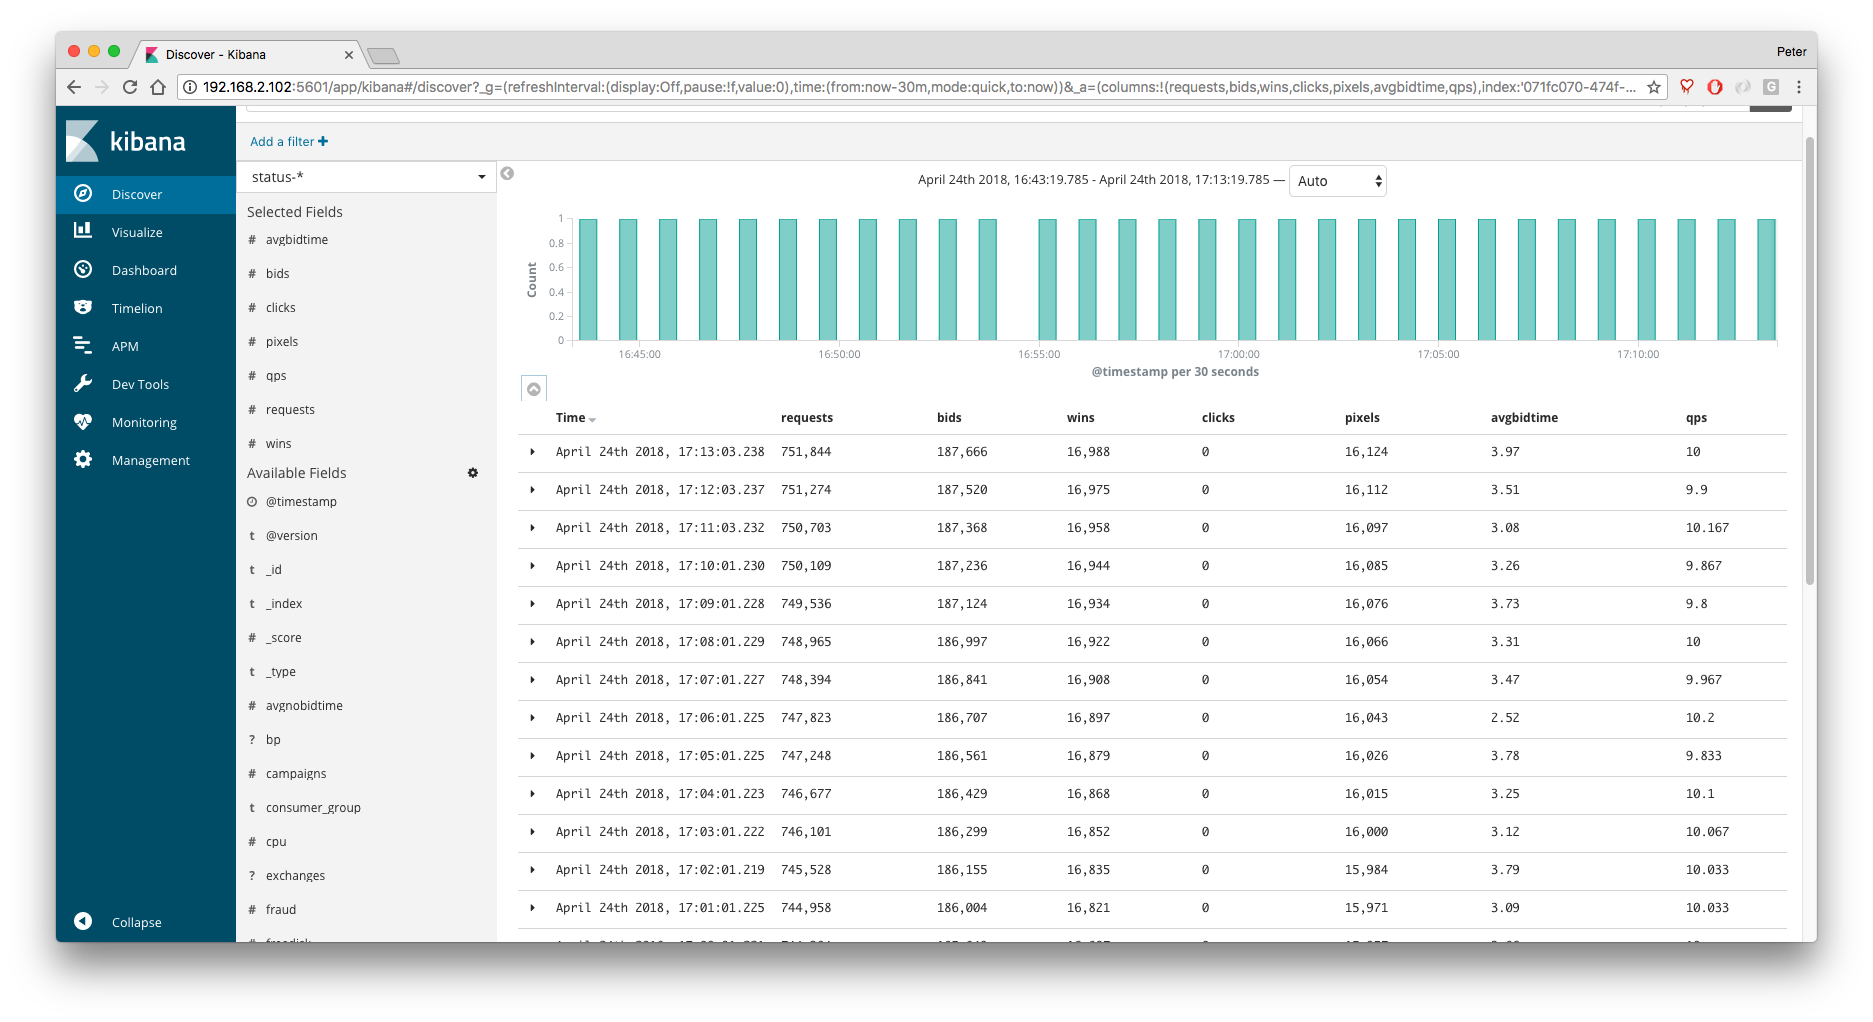 Discover - Kibana
Peter
192.168.2.102:5601/app/kibana#/discover?_g=(refreshInterval:(display:Off,pause:!f,value:0),time:(from:now-30m,mode:quick,to:now))&_a=(columns:!(requests,bids,wins,clicks,pixels,avgbidtime,qps),index:'071fc070-474f-...
kibana
Discover
Visualize
Dashboard
Timelion
APM
Dev Tools
Monitoring
Management
Collapse
Add a filter +
status-*
Selected Fields
# avgbidtime
# bids
# clicks
# pixels
# qps
# requests
# wins
Available Fields
@timestamp
t @version
t _id
t _index
# _score
t _type
# avgnobidtime
? bp
# campaigns
t consumer_group
# cpu
? exchanges
# fraud
April 24th 2018, 16:43:19.785 - April 24th 2018, 17:13:19.785 — Auto
Count
1
0.8
0.6
0.4
0.2
0
16:45:00 16:50:00 16:55:00 17:00:00 17:05:00 17:10:00
@timestamp per 30 seconds
Time requests bids wins clicks pixels avgbidtime qps
April 24th 2018, 17:13:03.238 751,844 187,666 16,988 0 16,124 3.97 10
April 24th 2018, 17:12:03.237 751,274 187,520 16,975 0 16,112 3.51 9.9
April 24th 2018, 17:11:03.232 750,703 187,368 16,958 0 16,097 3.08 10.167
April 24th 2018, 17:10:01.230 750,109 187,236 16,944 0 16,085 3.26 9.867
April 24th 2018, 17:09:01.228 749,536 187,124 16,934 0 16,076 3.73 9.8
April 24th 2018, 17:08:01.229 748,965 186,997 16,922 0 16,066 3.31 10
April 24th 2018, 17:07:01.227 748,394 186,841 16,908 0 16,054 3.47 9.967
April 24th 2018, 17:06:01.225 747,823 186,707 16,897 0 16,043 2.52 10.2
April 24th 2018, 17:05:01.225 747,248 186,561 16,879 0 16,026 3.78 9.833
April 24th 2018, 17:04:01.223 746,677 186,429 16,868 0 16,015 3.25 10.1
April 24th 2018, 17:03:01.222 746,101 186,299 16,852 0 16,000 3.12 10.067
April 24th 2018, 17:02:01.219 745,528 186,155 16,835 0 15,984 3.79 10.033
April 24th 2018, 17:01:01.225 744,958 186,004 16,821 0 15,971 3.09 10.033